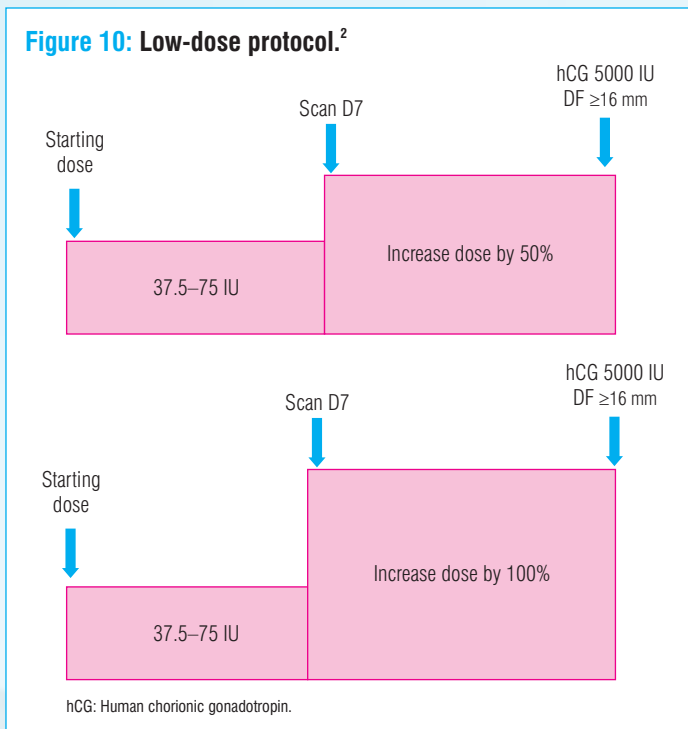 Figure 10: Low-dose protocol.²
hCG 5000 IU
DF ≥16 mm
Scan D7
Starting
dose
Increase dose by 50%
37.5–75 IU
hCG 5000 IU
DF ≥16 mm
Scan D7
Starting
dose
Increase dose by 100%
37.5–75 IU
hCG: Human chorionic gonadotropin.